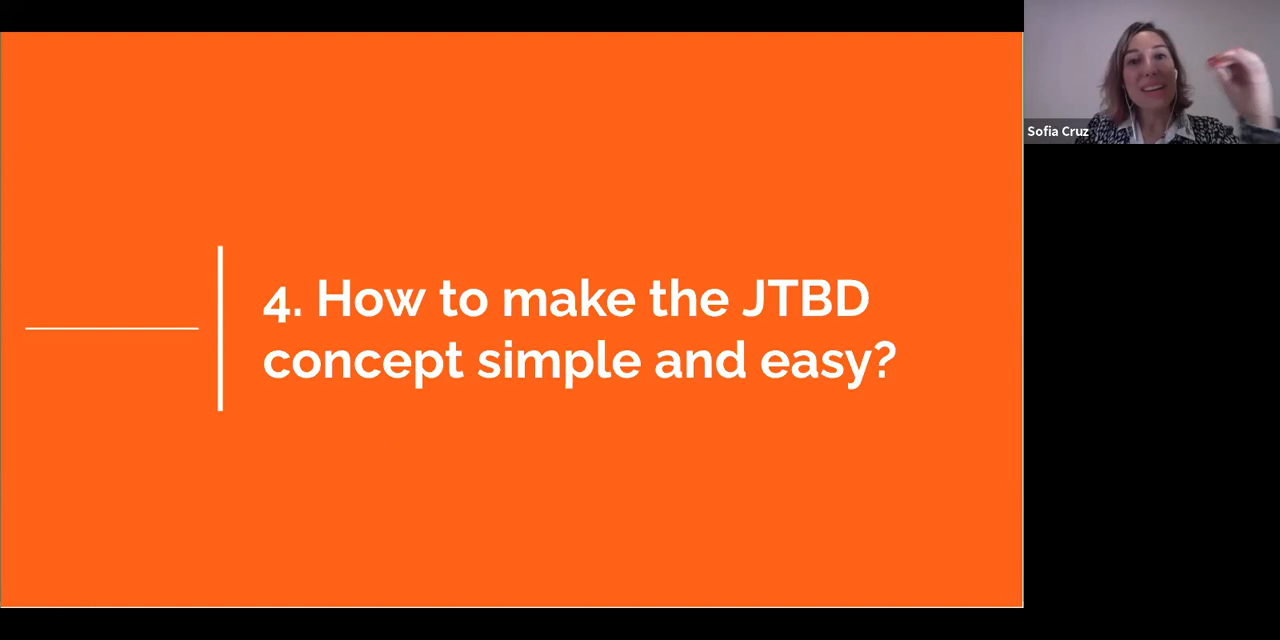 4. How to make the JTBD
concept simple and easy?
Sofia Cruz